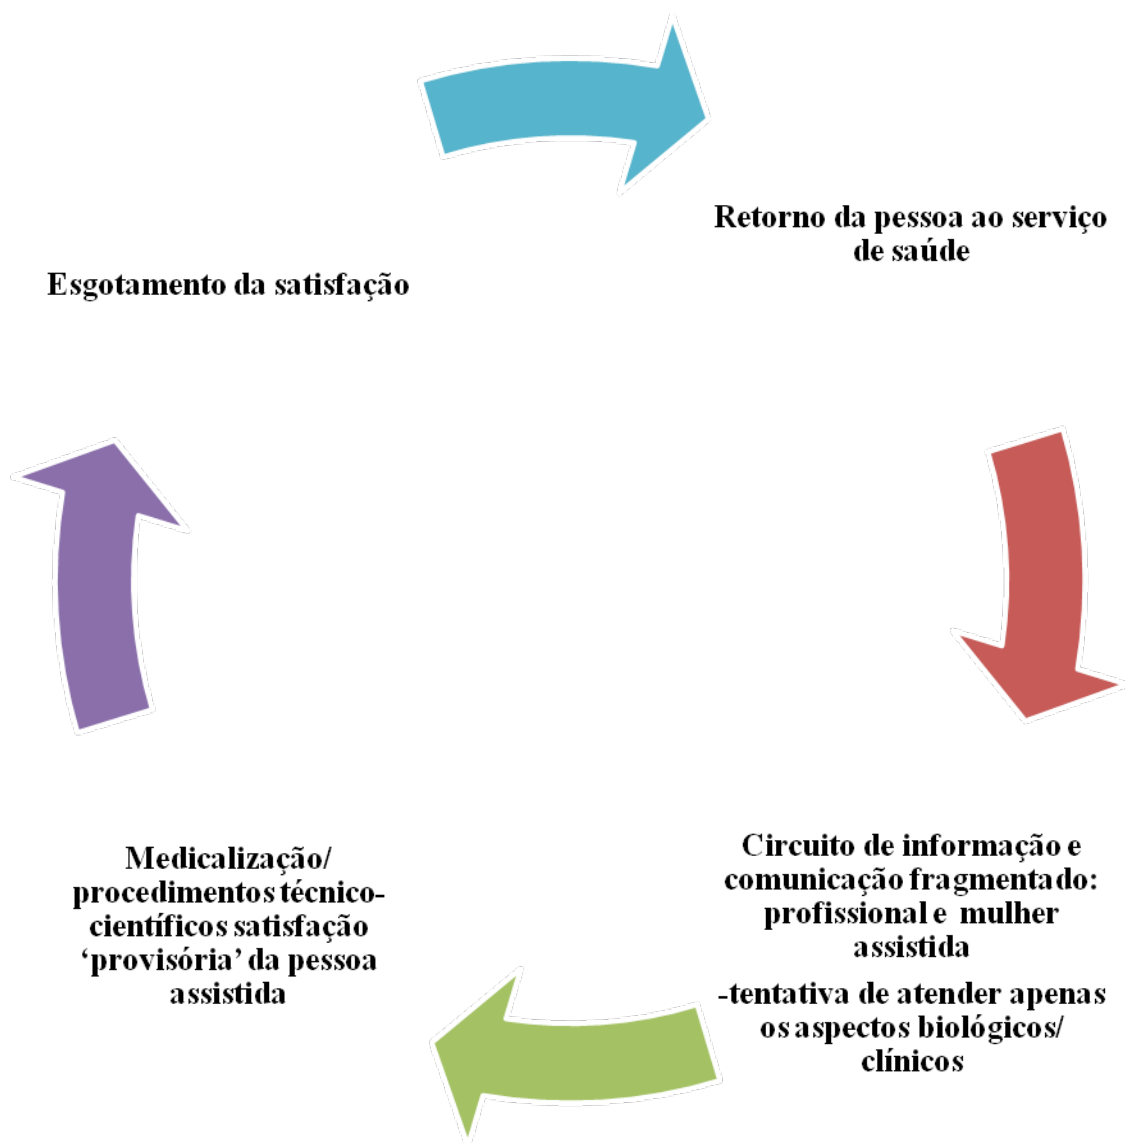 Retorno da pessoa ao serviço
de saúde
Esgotamento da satisfação
Circuito de informação e
comunicação fragmentado:
profissional e mulher
assistida
-tentativa de atender apenas
os aspectos biológicos/
clínicos
Medicalização/
procedimentos técnico-
científicos satisfação
‘provisória’ da pessoa
assistida